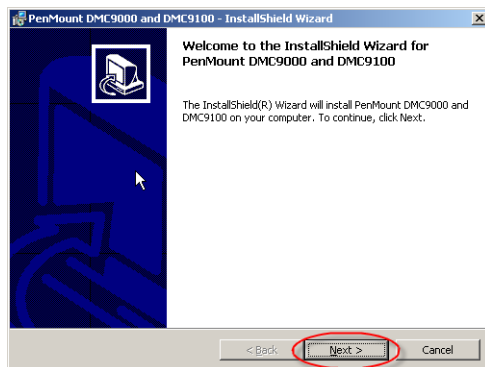 PenMount DMC9000 and DMC9100 - InstallShield Wizard
Welcome to the InstallShield Wizard for
PenMount DMC9000 and DMC9100
The InstallShield(R) Wizard will install PenMount DMC9000 and
DMC9100 on your computer. To continue, click Next.
< Back
Next >
Cancel